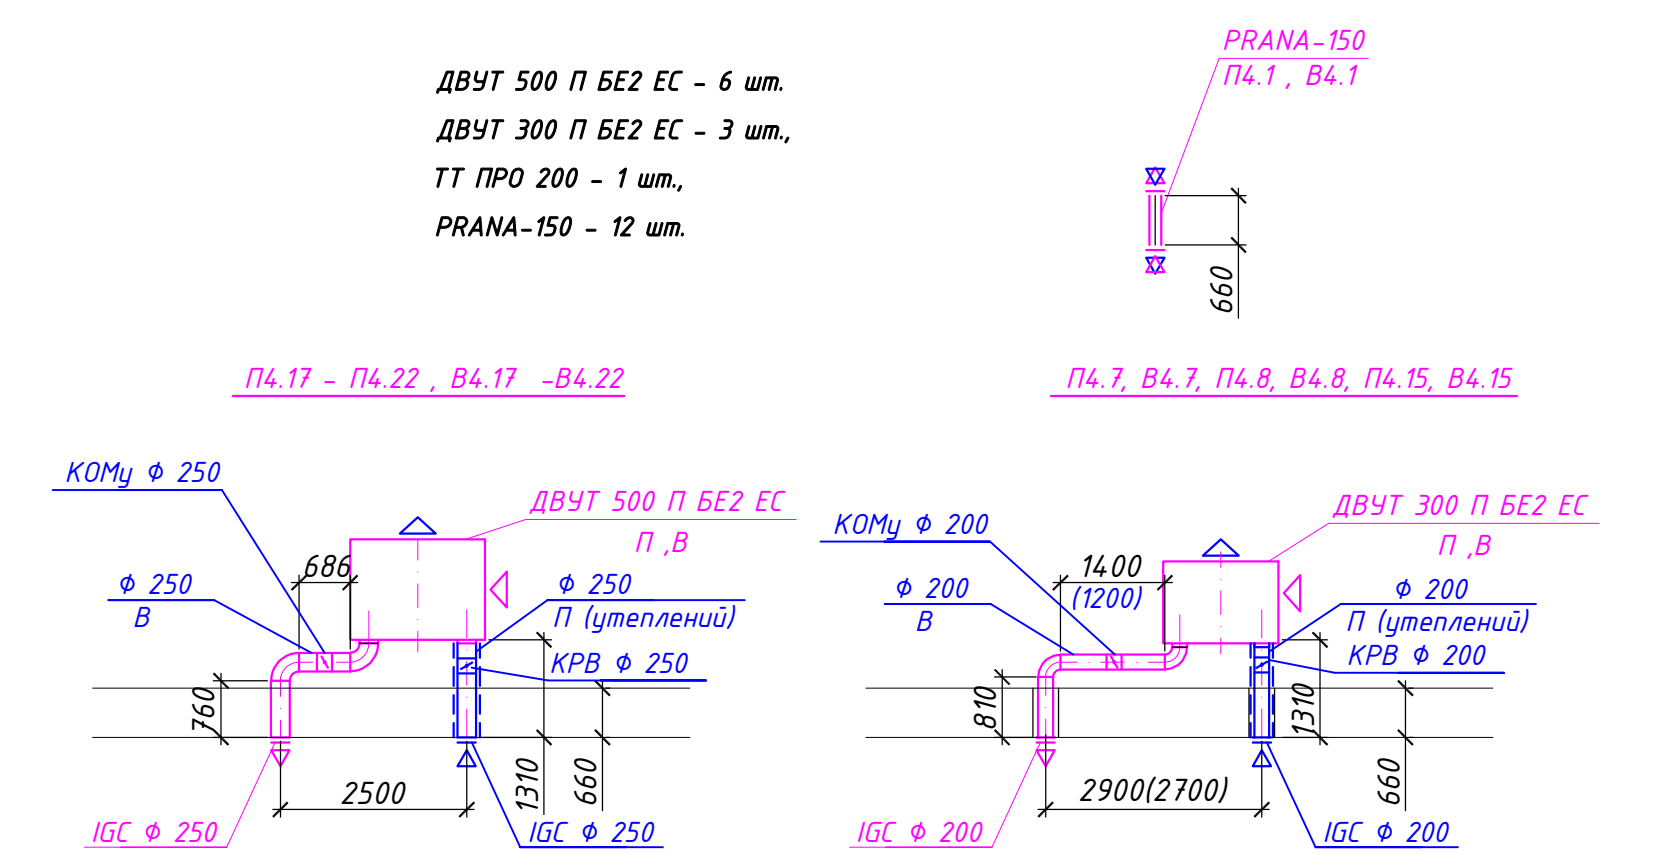 ДВУТ 500 П БЕ2 ЕС - 6 шт.
ДВУТ 300 П БЕ2 ЕС - 3 шт.,
ТТ ПРО 200 - 1 шт.,
PRANA-150 - 12 шт.
PRANA-150
П4.1 , В4.1
660
П4.17 - П4.22 , В4.17 -В4.22
КОМу Ф 250
ДВУТ 500 П БЕ2 ЕС
П ,В
686
Ф 250
В
Ф 250
П (утеплений)
КРВ Ф 250
760
1310
660
2500
IGC Ф 250
IGC Ф 250
П4.7, В4.7, П4.8, В4.8, П4.15, В4.15
КОМу Ф 200
ДВУТ 300 П БЕ2 ЕС
П ,В
1400
(1200)
Ф 200
В
Ф 200
П (утеплений)
КРВ Ф 200
810
1310
660
2900(2700)
IGC Ф 200
IGC Ф 200